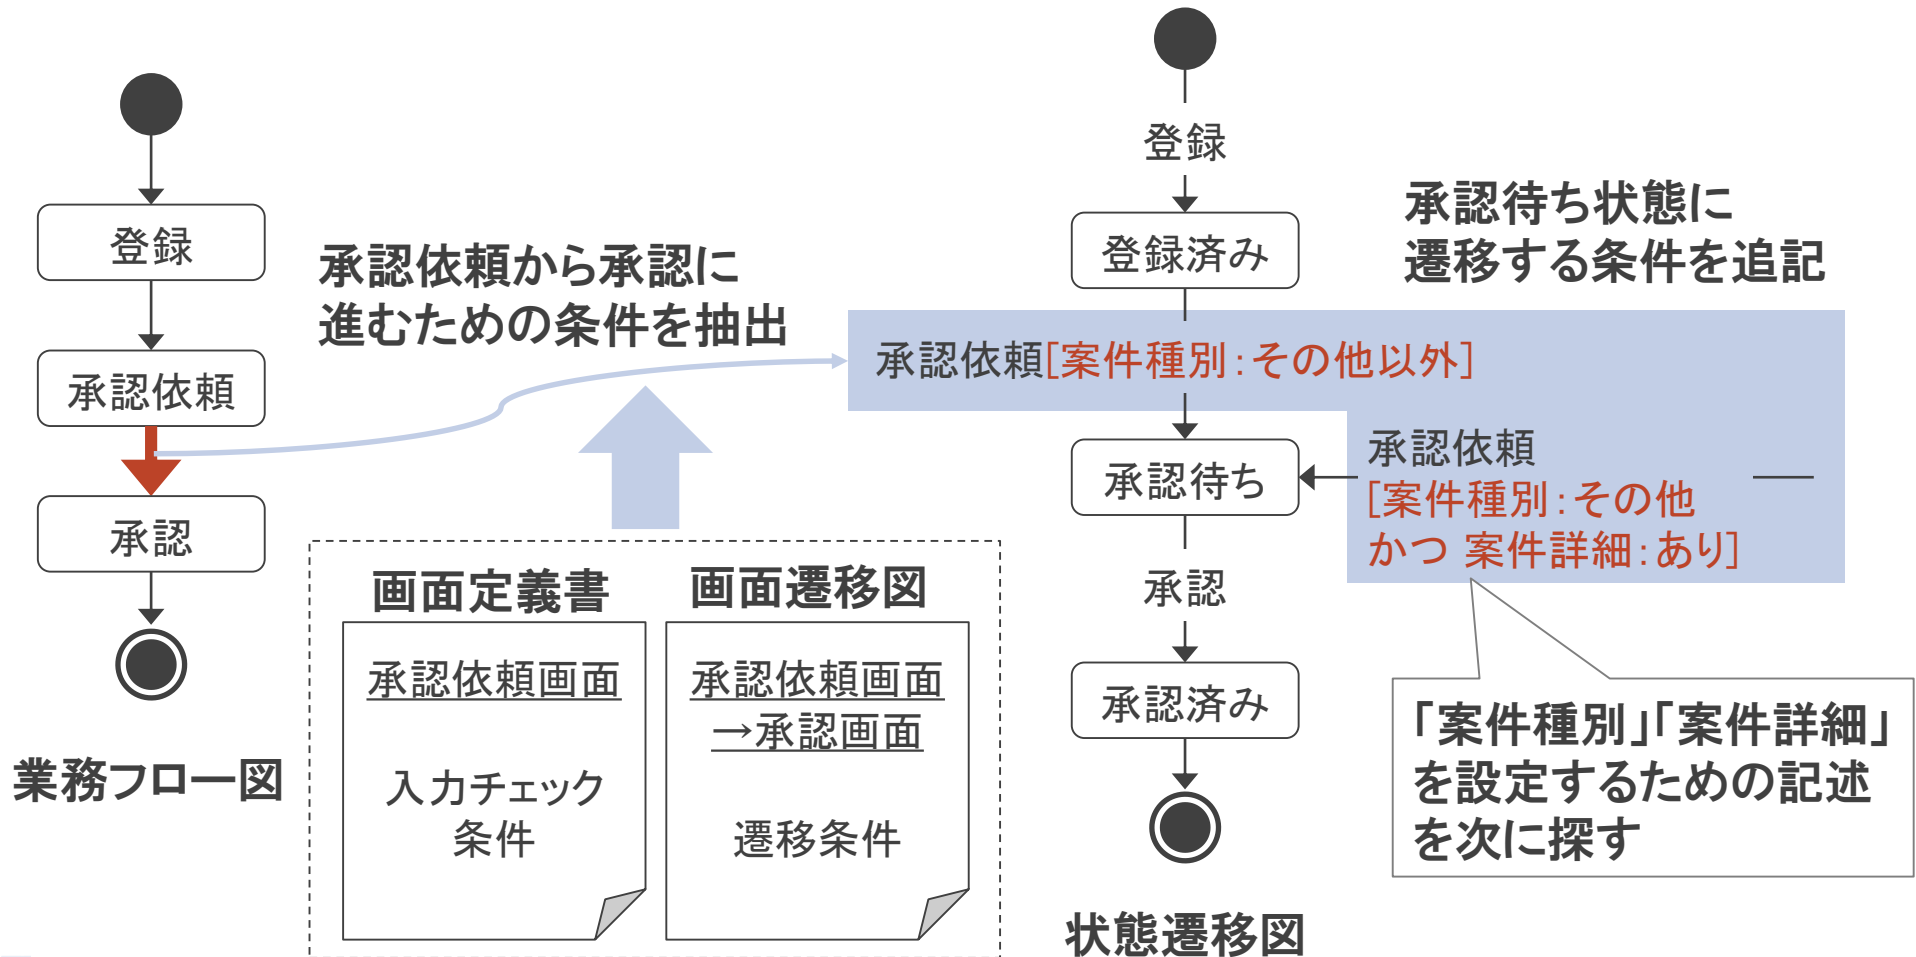 登録
承認依頼
承認
業務フロー図
承認依頼から承認に
進むための条件を抽出
画面定義書
承認依頼画面
入力チェック
条件
画面遷移図
承認依頼画面
→承認画面
遷移条件
登録
登録済み
承認依頼[案件種別:その他以外]
承認待ち
承認
承認済み
状態遷移図
承認待ち状態に
遷移する条件を追記
承認依頼
[案件種別:その他
かつ 案件詳細:あり]
「案件種別」「案件詳細」
を設定するための記述
を次に探す